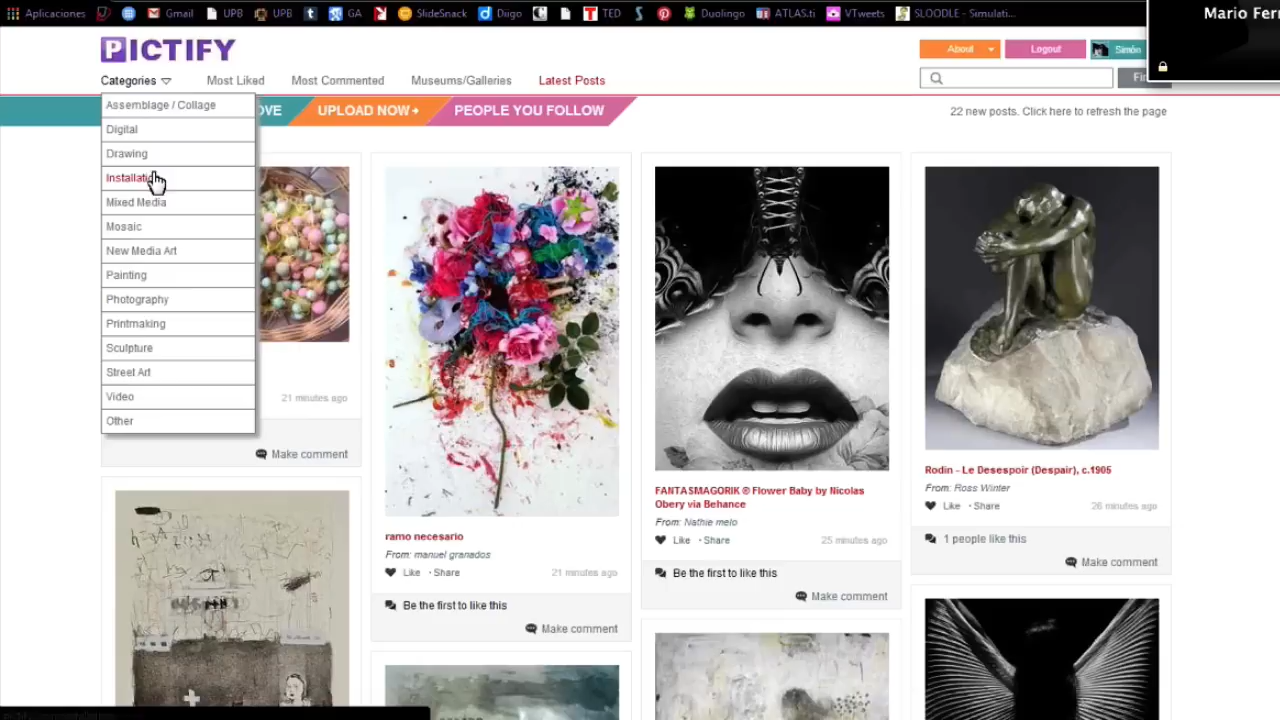 Aplicaciones Gmail UPB UPB GA SlideSnack Diigo TED Duolingo ATLAS.ti VTweets SLOODLE - Simulati...
Mario Fer
PICTIFY
About
Logout
Simón
Categories
Most Liked
Most Commented
Museums/Galleries
Latest Posts
UPLOAD NOW+
PEOPLE YOU FOLLOW
22 new posts. Click here to refresh the page
Assemblage / Collage
Digital
Drawing
Mixed Media
Mosaic
New Media Art
Painting
Photography
Printmaking
Sculpture
Street Art
Video
Other
21 minutes ago
Make comment
ramo necesario
From: manuel granados
Like · Share
21 minutes ago
Be the first to like this
Make comment
FANTASMAGORIK ® Flower Baby by Nicolas
Obery via Behance
From: Nathie melo
Like · Share
25 minutes ago
Be the first to like this
Make comment
Rodin - Le Desespoir (Despair), c.1905
From: Ross Winter
Like · Share
26 minutes ago
1 people like this
Make comment